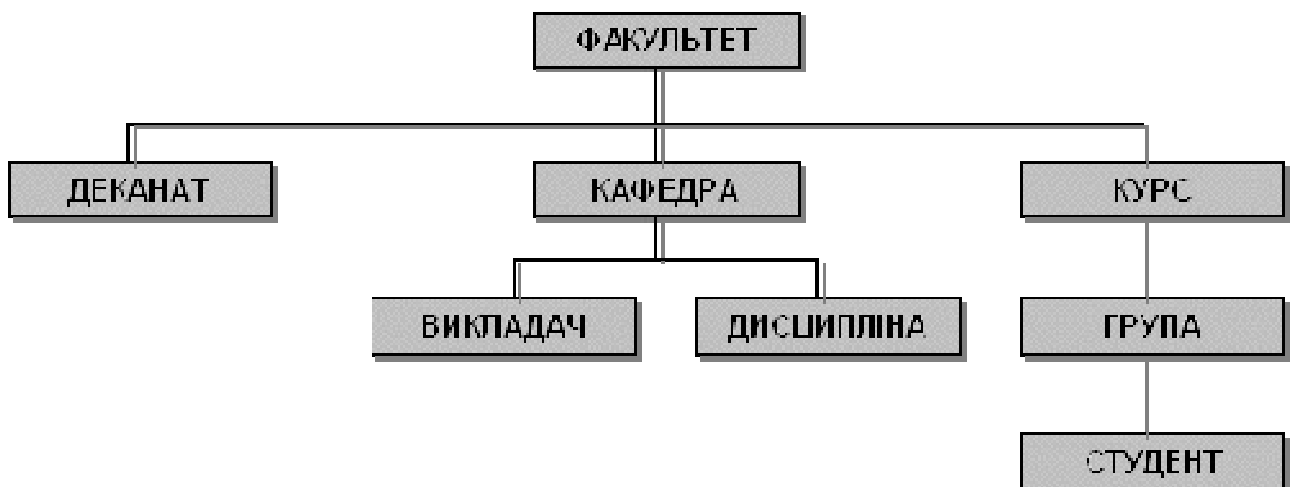 ФАКУЛЬТЕТ
ДЕКАНАТ
КАФЕДРА
КУРС
ВИКЛАДАЧ
ДИСЦИПЛІНА
ГРУПА
СТУДЕНТ